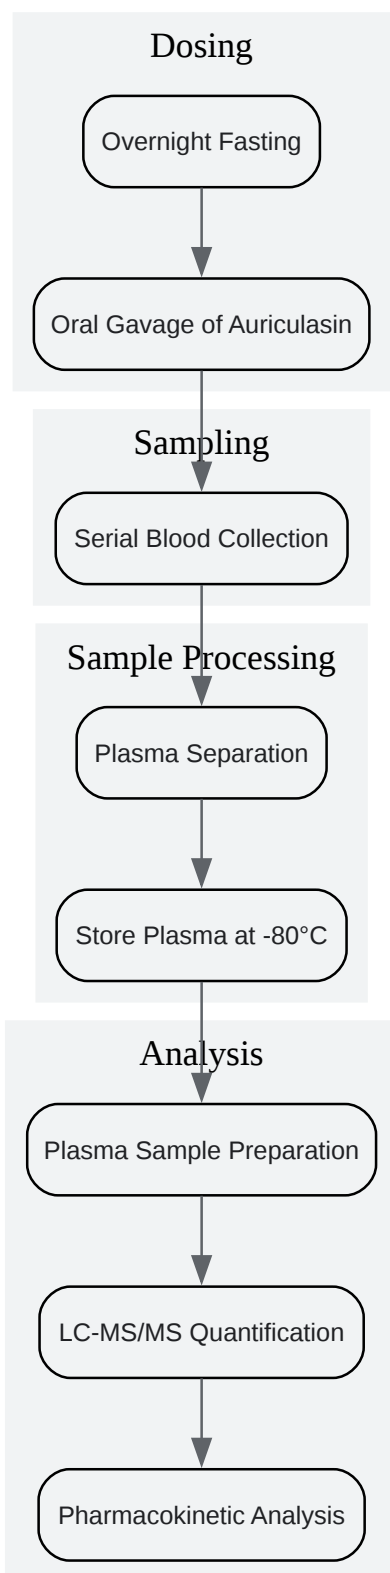 Dosing
Overnight Fasting
Oral Gavage of Auriculasin
Sampling
Serial Blood Collection
Sample Processing
Plasma Separation
Store Plasma at -80°C
Analysis
Plasma Sample Preparation
LC-MS/MS Quantification
Pharmacokinetic Analysis